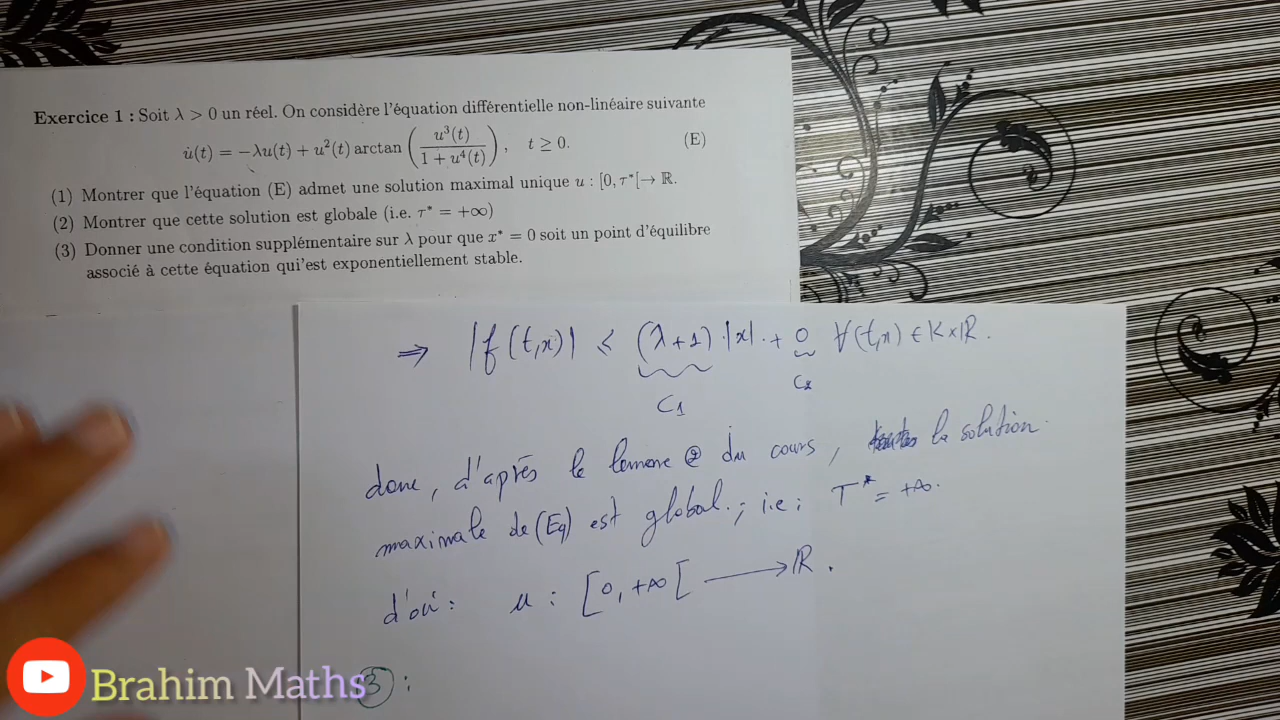 Exercice 1 : Soit λ > 0 un réel. On considère l'équation différentielle non-linéaire suivante
u̇(t) = −λu(t) + u²(t) arctan ( u³(t) / 1 + u⁴(t) ), t ≥ 0. (E)
(1) Montrer que l'équation (E) admet une solution maximal unique u : [0, τ*[→ ℝ.
(2) Montrer que cette solution est globale (i.e. τ* = +∞)
(3) Donner une condition supplémentaire sur λ pour que x* = 0 soit un point d'équilibre
associé à cette équation qui'est exponentiellement stable.
⇒ |f(t,x)| ≤ (λ+1).|x|. + 0 ∀(t,x) ∈ K×ℝ.
C₁ C₂
donc, d'après le lemme ② du cours, la solution
maximale de (Eq) est global.; i.e: T* = +∞.
d'où: u : [0, +∞[ ⟶ ℝ.
3 :
Brahim Maths